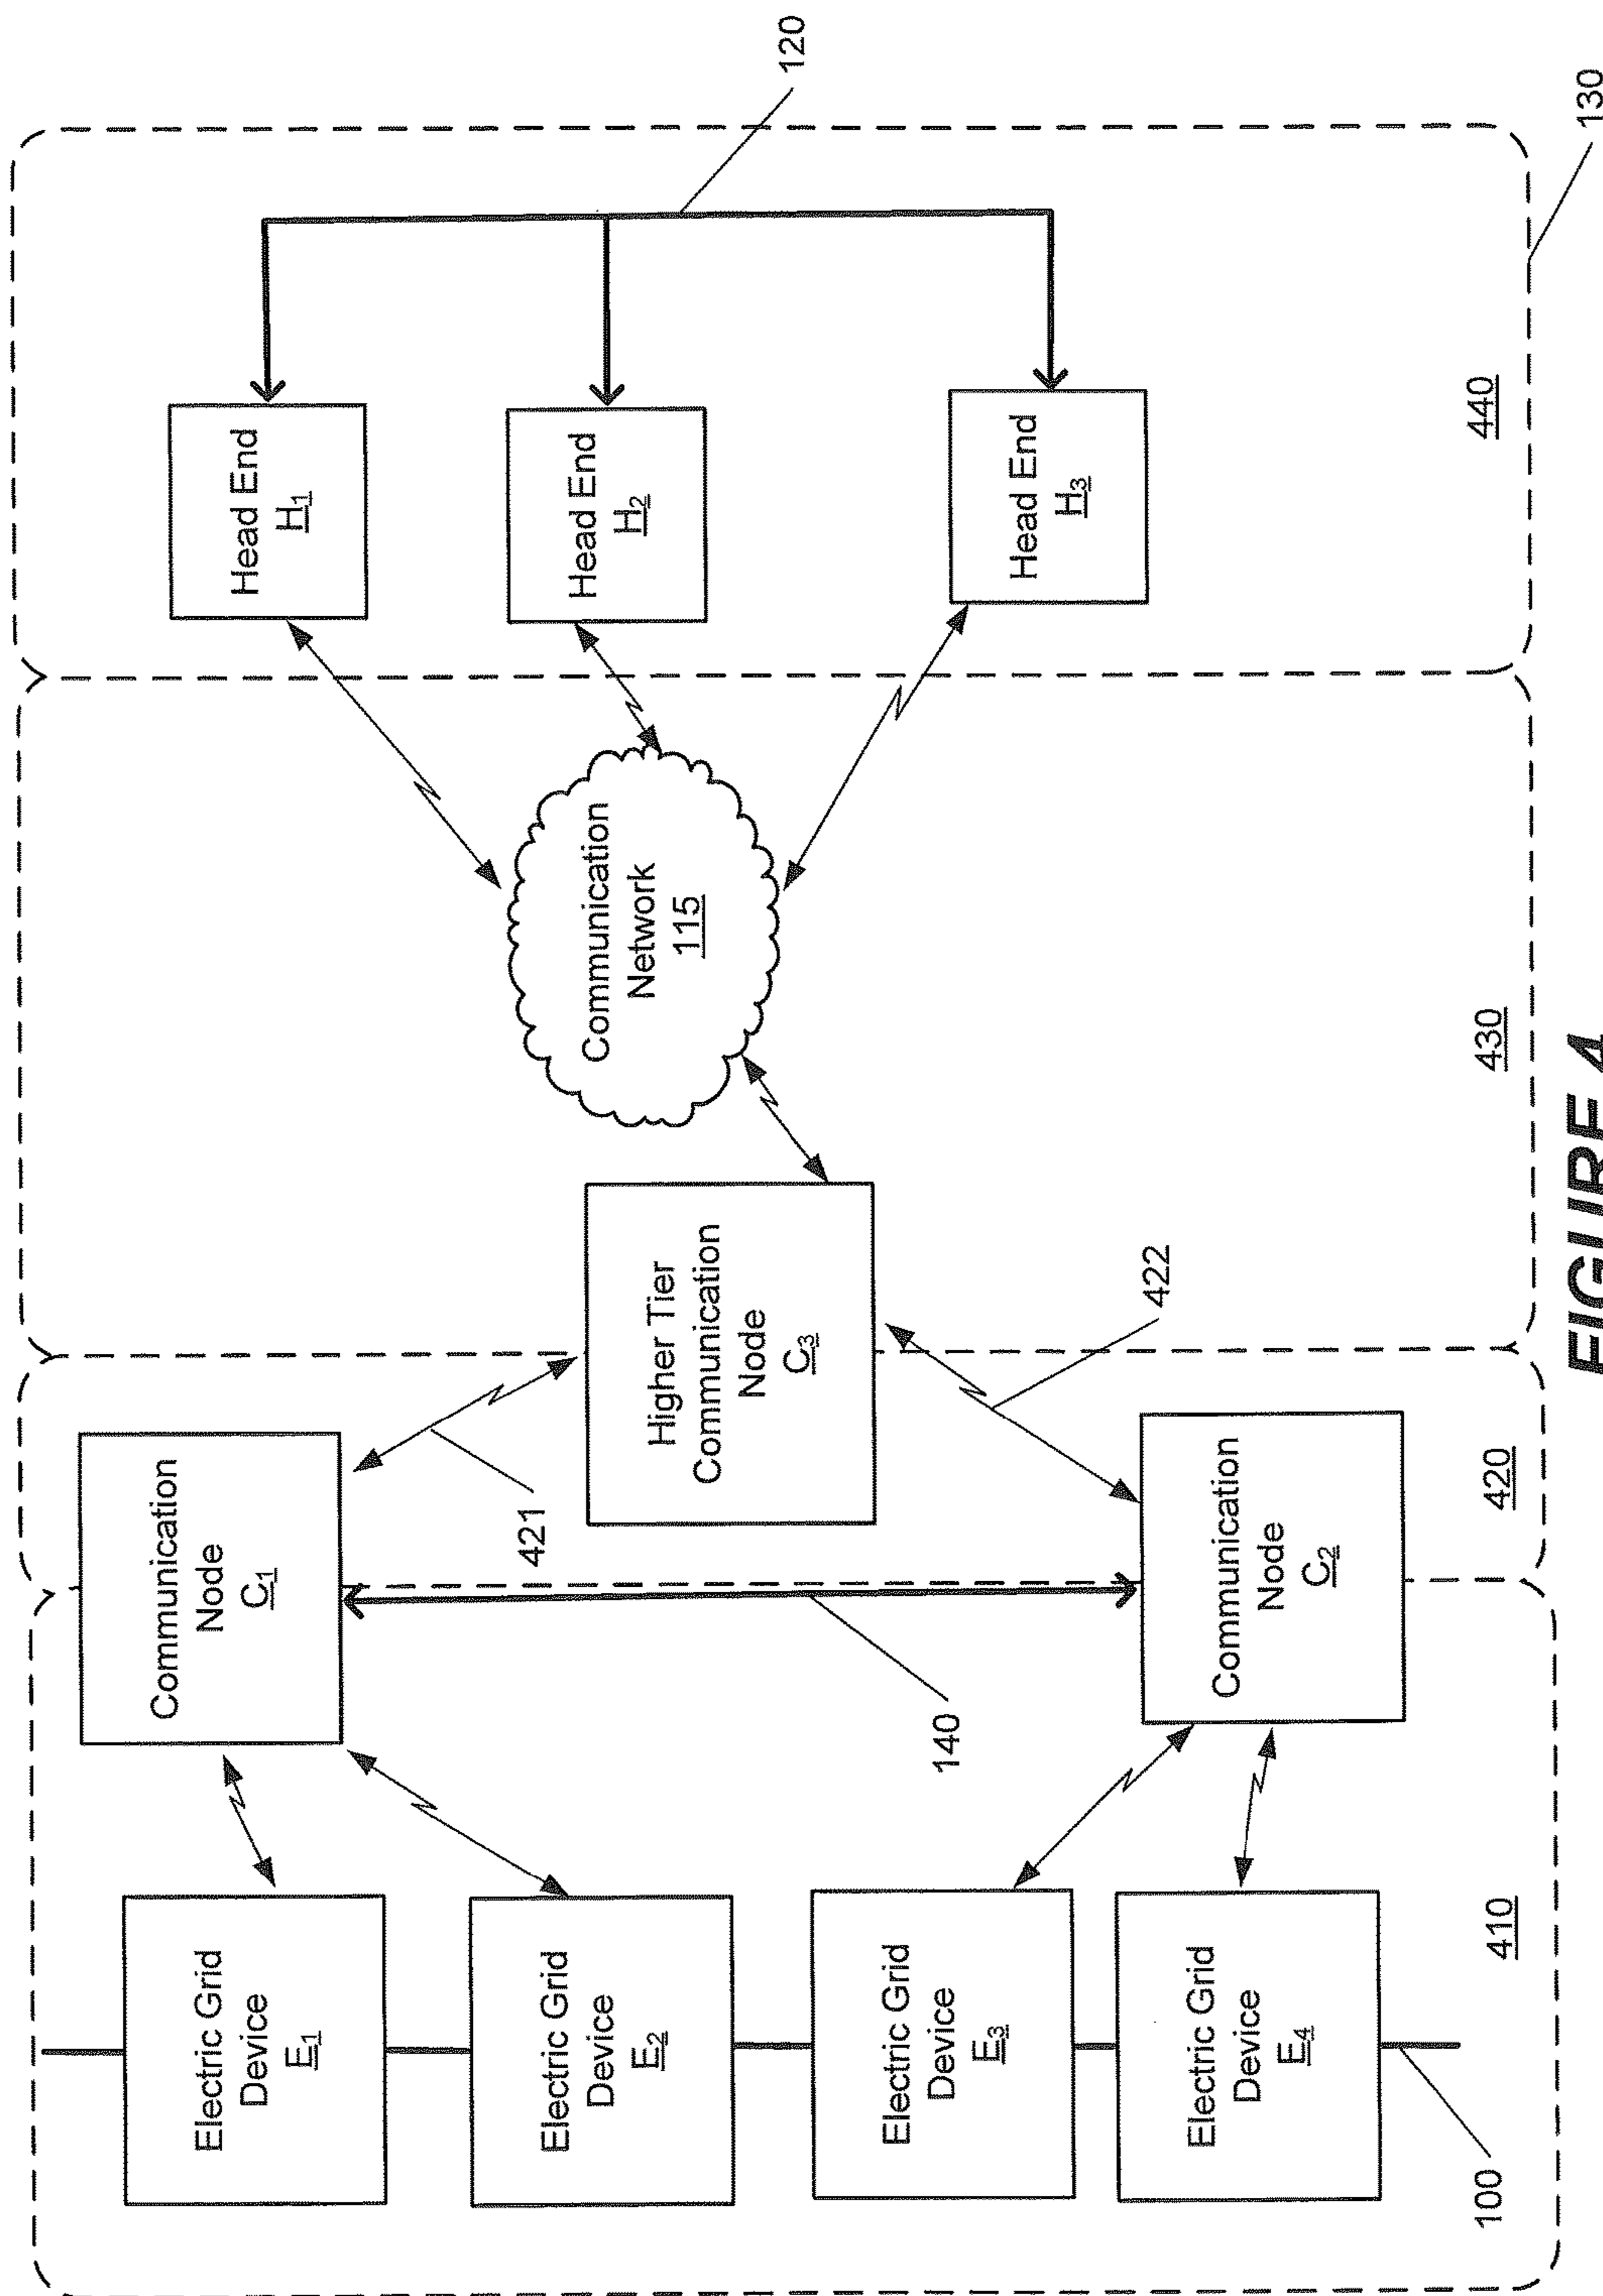 120
130
Head End
H1
Head End
H2
Head End
H3
440
Communication
Network
115
430
Higher Tier
Communication
Node
C3
422
421
Communication
Node
C1
Communication
Node
C2
420
140
Electric Grid
Device
E1
Electric Grid
Device
E2
Electric Grid
Device
E3
Electric Grid
Device
E4
410
100
FIGURE 4